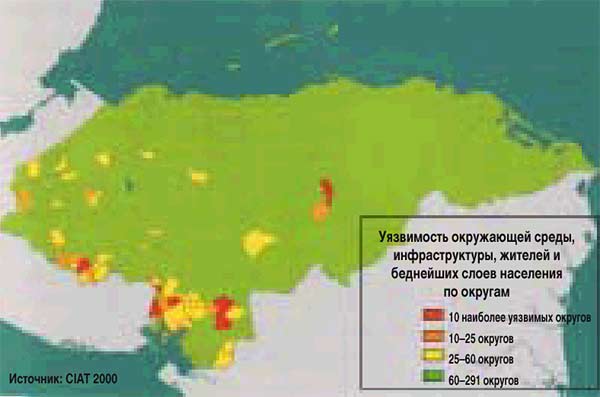 Уязвимость окружающей среды,
инфраструктуры, жителей и
беднейших слоев населения
по округам
10 наиболее уязвимых округов
10–25 округов
25–60 округов
60–291 округов
Источник: CIAT 2000